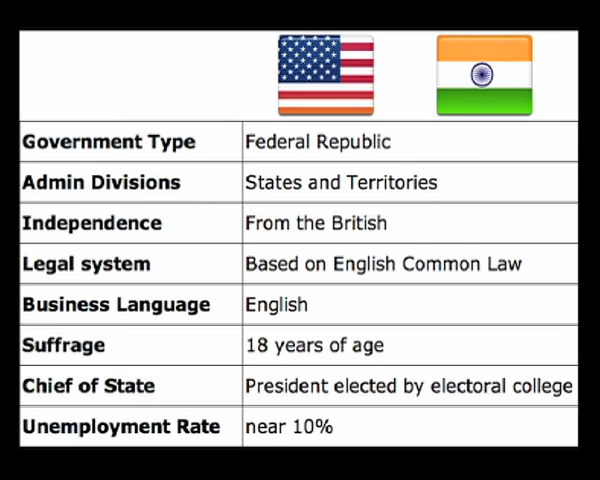 Government Type Federal Republic
Admin Divisions States and Territories
Independence From the British
Legal system Based on English Common Law
Business Language English
Suffrage 18 years of age
Chief of State President elected by electoral college
Unemployment Rate near 10%